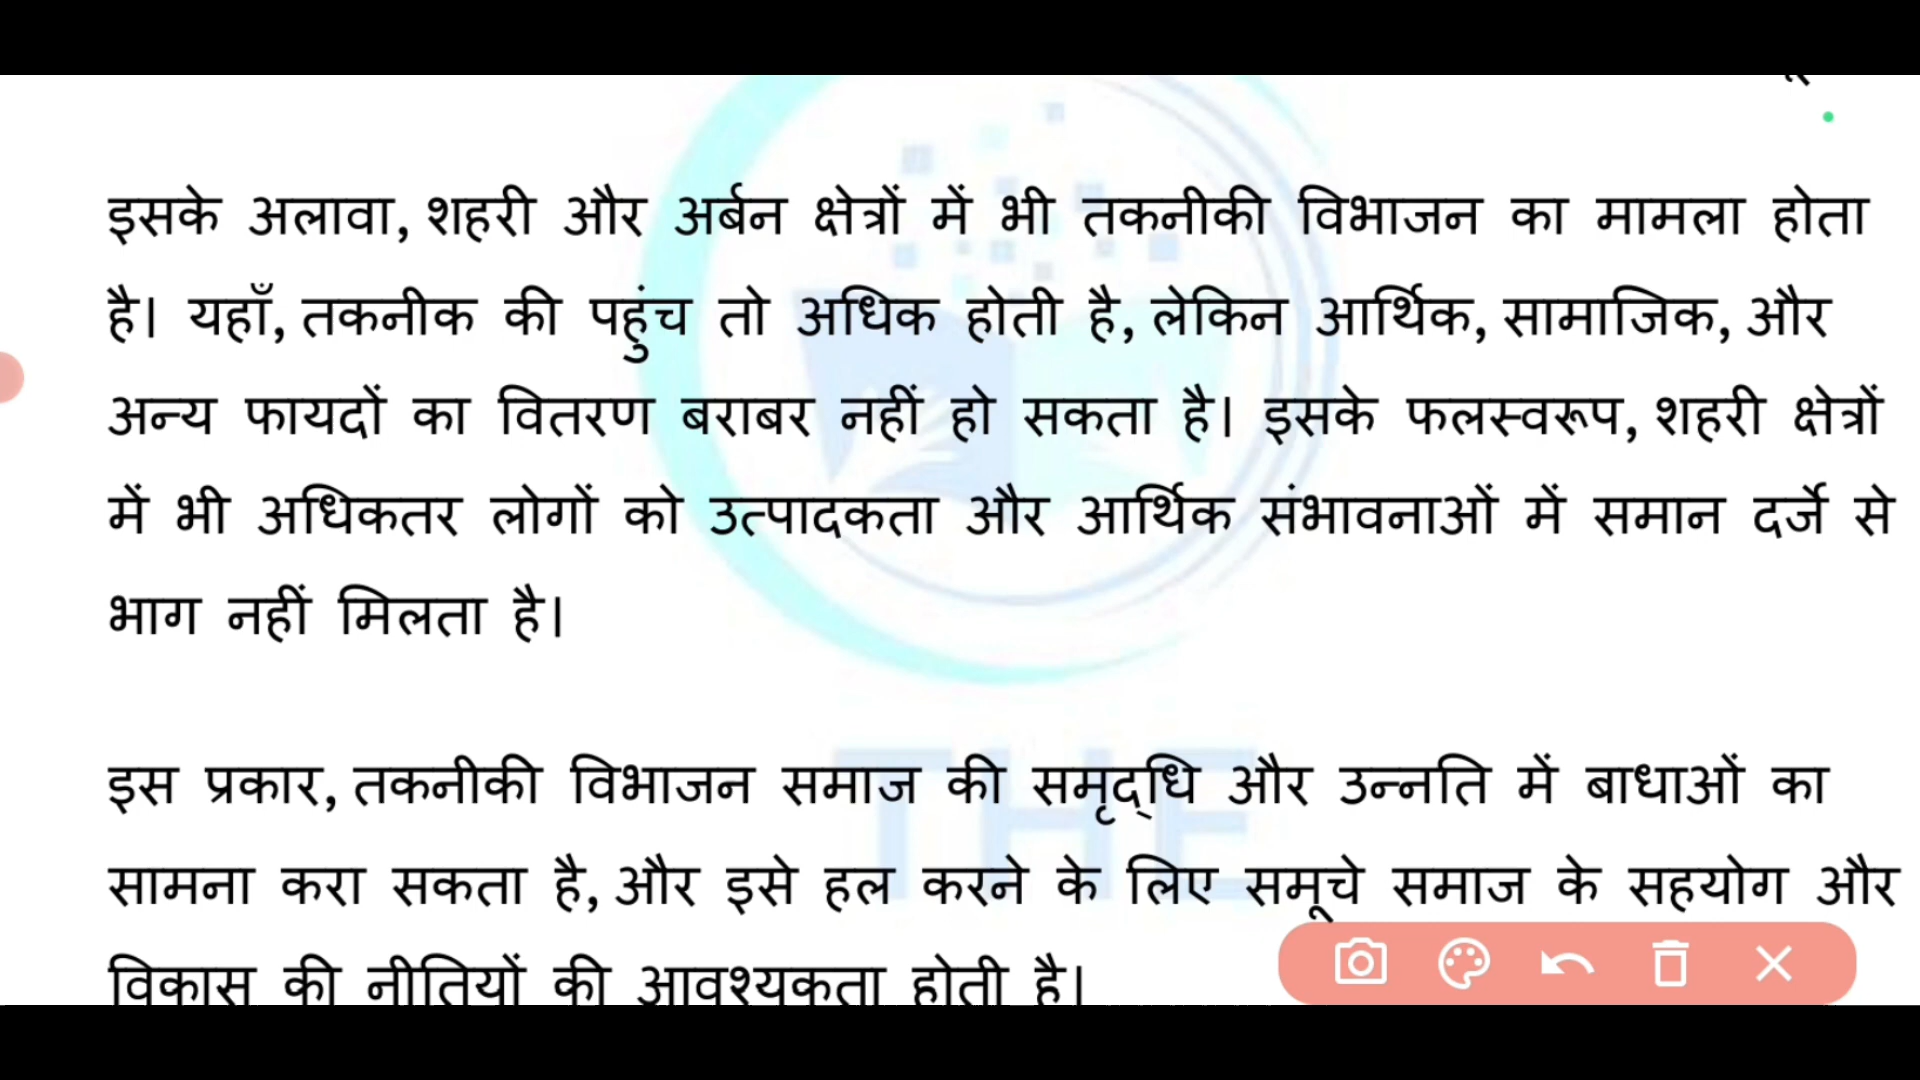 इसके अलावा, शहरी और अर्बन क्षेत्रों में भी तकनीकी विभाजन का मामला होता
है। यहाँ, तकनीक की पहुंच तो अधिक होती है, लेकिन आर्थिक, सामाजिक, और
अन्य फायदों का वितरण बराबर नहीं हो सकता है। इसके फलस्वरूप, शहरी क्षेत्रों
में भी अधिकतर लोगों को उत्पादकता और आर्थिक संभावनाओं में समान दर्जे से
भाग नहीं मिलता है।
इस प्रकार, तकनीकी विभाजन समाज की समृद्धि और उन्नति में बाधाओं का
THE
सामना करा सकता है, और इसे हल करने के लिए समूचे समाज के सहयोग और
विकास की नीतियों की आवश्यकता होती है।